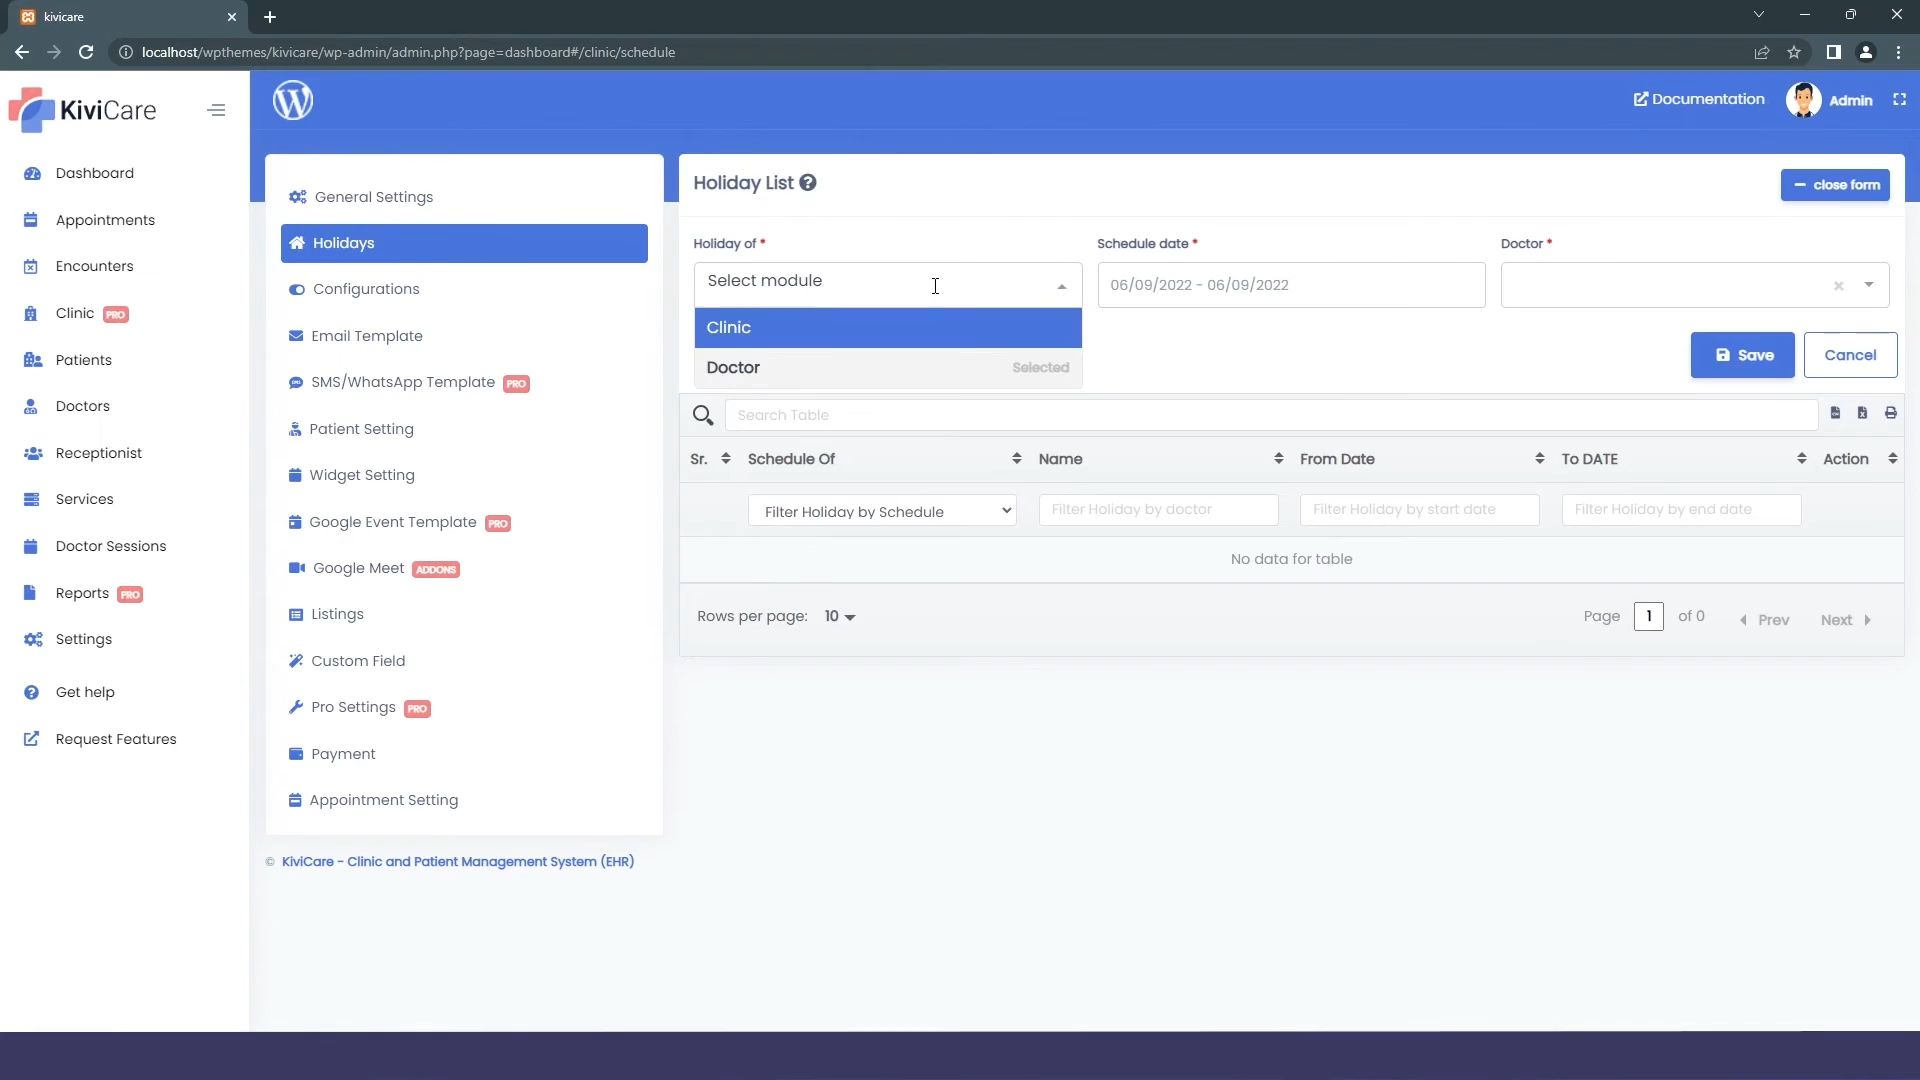 kivicare
localhost/wpthemes/kivicare/wp-admin/admin.php?page=dashboard#/clinic/schedule
KiviCare
Documentation
Admin
Dashboard
Appointments
Encounters
Clinic PRO
Patients
Doctors
Receptionist
Services
Doctor Sessions
Reports PRO
Settings
Get help
Request Features
General Settings
Holidays
Configurations
Email Template
SMS/WhatsApp Template PRO
Patient Setting
Widget Setting
Google Event Template PRO
Google Meet ADDONS
Listings
Custom Field
Pro Settings PRO
Payment
Appointment Setting
© KiviCare - Clinic and Patient Management System (EHR)
Holiday List
close form
Holiday of *
Schedule date *
Doctor *
Select module
06/09/2022 - 06/09/2022
Clinic
Doctor Selected
Save
Cancel
Search Table
Sr. Schedule Of Name From Date To DATE Action
Filter Holiday by Schedule Filter Holiday by doctor Filter Holiday by start date Filter Holiday by end date
No data for table
Rows per page: 10
Page 1 of 0 Prev Next